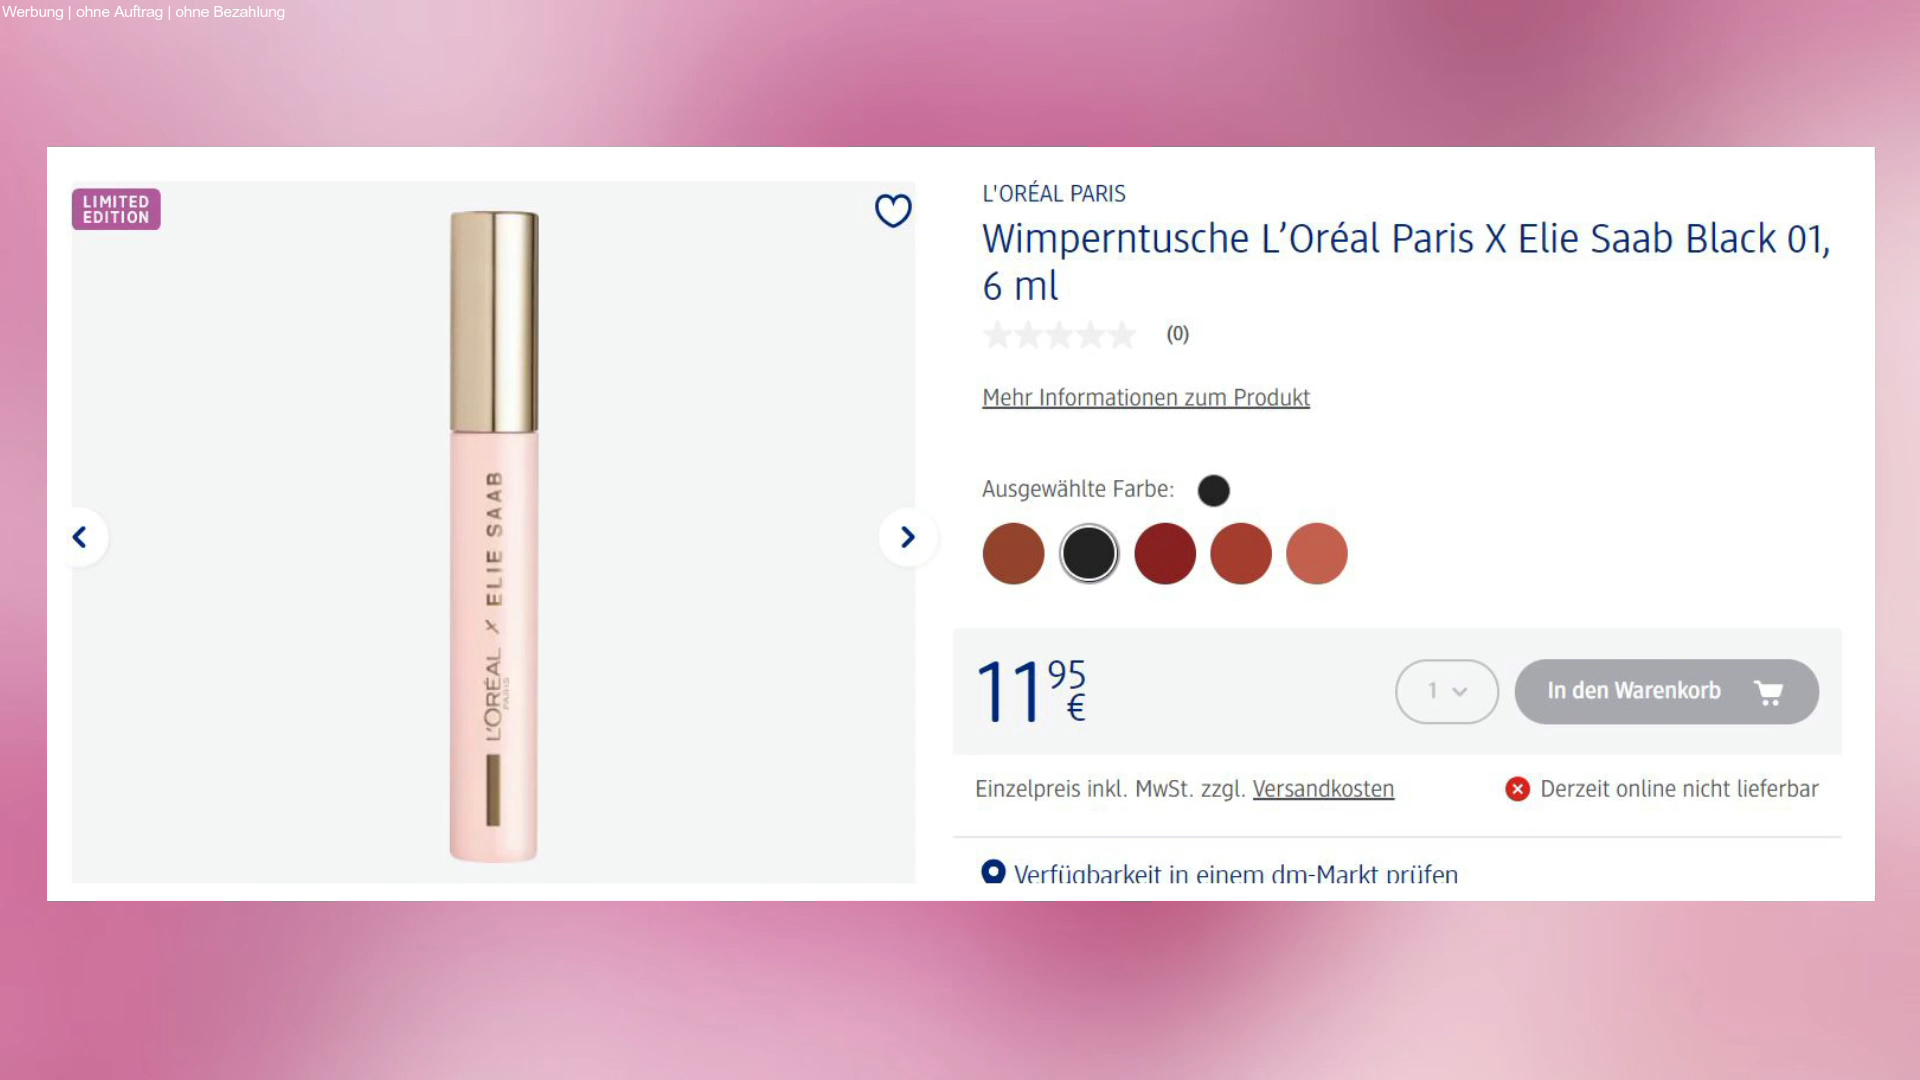 Werbung | ohne Auftrag | ohne Bezahlung
LIMITED
EDITION
L'ORÉAL PARIS
Wimperntusche L’Oréal Paris X Elie Saab Black 01,
6 ml
(0)
Mehr Informationen zum Produkt
Ausgewählte Farbe:
L'ORÉAL X ELIE SAAB
PARIS
11 95
€
1
In den Warenkorb
Einzelpreis inkl. MwSt. zzgl. Versandkosten
Derzeit online nicht lieferbar
Verfügbarkeit in einem dm-Markt prüfen